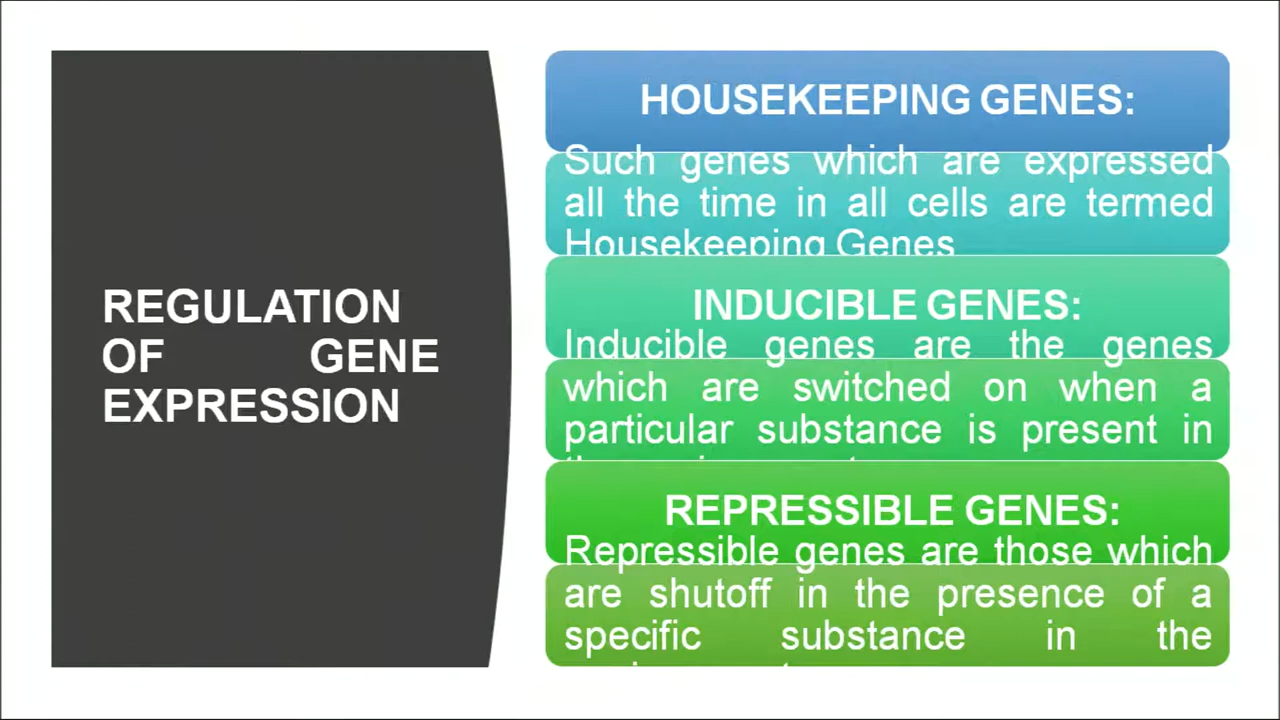 REGULATION
OF GENE
EXPRESSION
HOUSEKEEPING GENES:
Such genes which are expressed
all the time in all cells are termed
Housekeeping Genes
INDUCIBLE GENES:
Inducible genes are the genes
which are switched on when a
particular substance is present in
REPRESSIBLE GENES:
Repressible genes are those which
are shutoff in the presence of a
specific substance in the